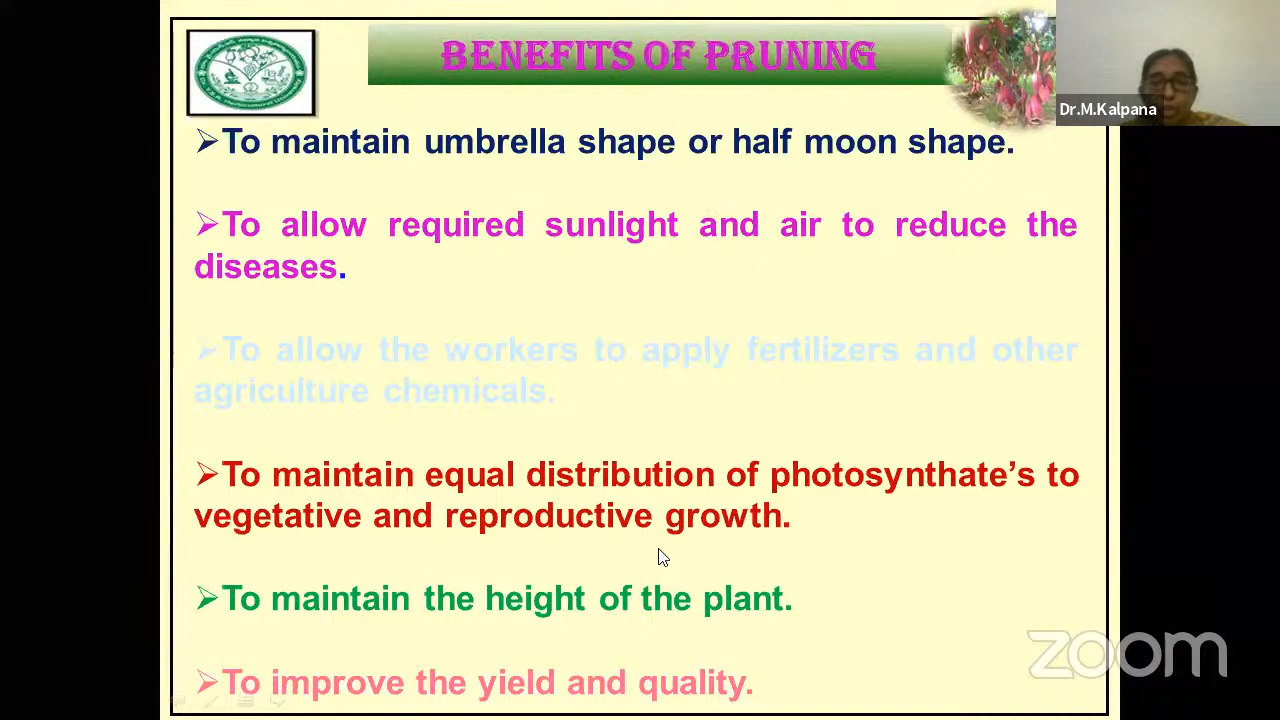 BENEFITS OF PRUNING
Dr.M.Kalpana
➢To maintain umbrella shape or half moon shape.
➢To allow required sunlight and air to reduce the
diseases.
➢To allow the workers to apply fertilizers and other
agriculture chemicals.
➢To maintain equal distribution of photosynthate’s to
vegetative and reproductive growth.
➢To maintain the height of the plant.
➢To improve the yield and quality.
zoom